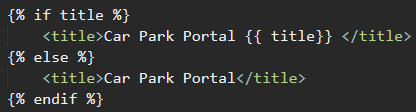 {% if title %}
    <title>Car Park Portal {{ title}} </title>
{% else %}
    <title>Car Park Portal</title>
{% endif %}